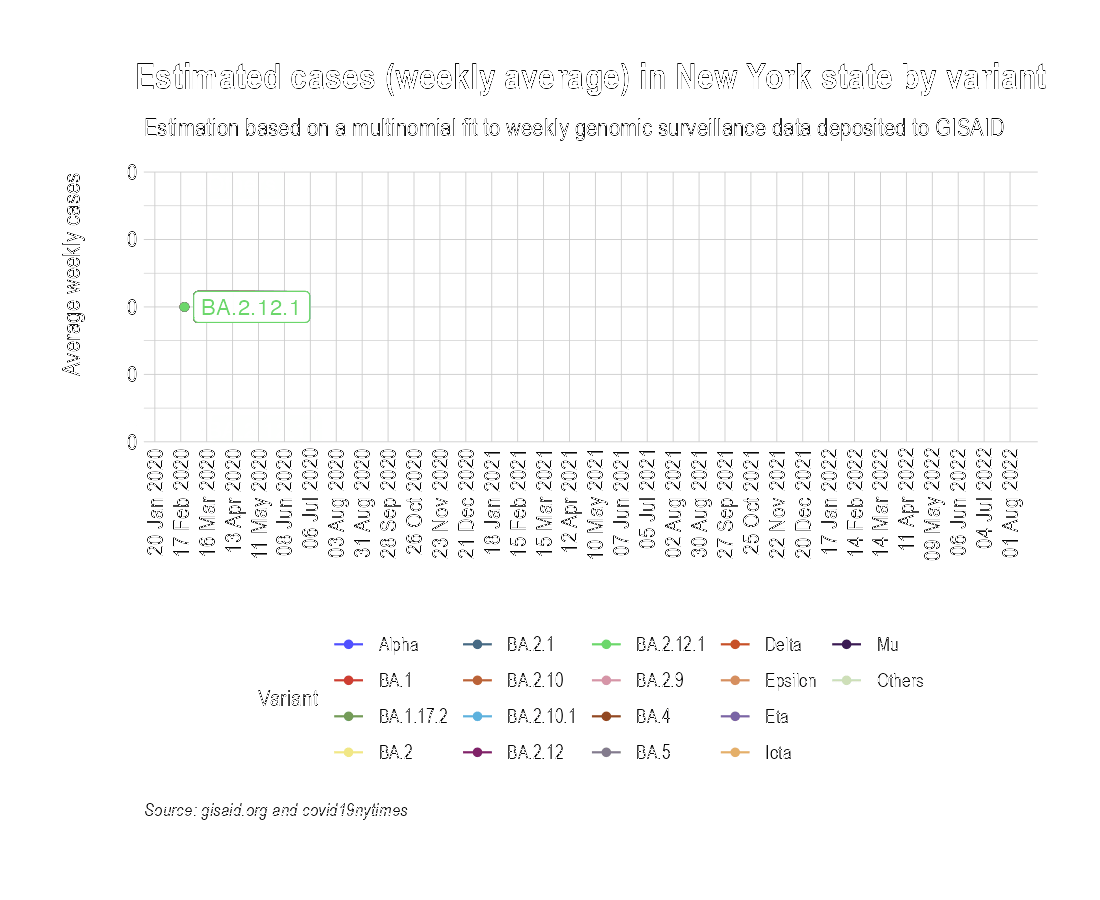 Estimated cases (weekly average) in New York state by variant
Estimation based on a multinomial fit to weekly genomic surveillance data deposited to GISAID
Average weekly cases
0
0
0
0
0
BA.2.12.1
20 Jan 2020
17 Feb 2020
16 Mar 2020
13 Apr 2020
11 May 2020
08 Jun 2020
06 Jul 2020
03 Aug 2020
31 Aug 2020
28 Sep 2020
26 Oct 2020
23 Nov 2020
21 Dec 2020
18 Jan 2021
15 Feb 2021
15 Mar 2021
12 Apr 2021
10 May 2021
07 Jun 2021
05 Jul 2021
02 Aug 2021
30 Aug 2021
27 Sep 2021
25 Oct 2021
22 Nov 2021
20 Dec 2021
17 Jan 2022
14 Feb 2022
14 Mar 2022
11 Apr 2022
09 May 2022
06 Jun 2022
04 Jul 2022
01 Aug 2022
Variant
Alpha
BA.1
BA.1.17.2
BA.2
BA.2.1
BA.2.10
BA.2.10.1
BA.2.12
BA.2.12.1
BA.2.9
BA.4
BA.5
Delta
Epsilon
Eta
Iota
Mu
Others
Source: gisaid.org and covid19nytimes